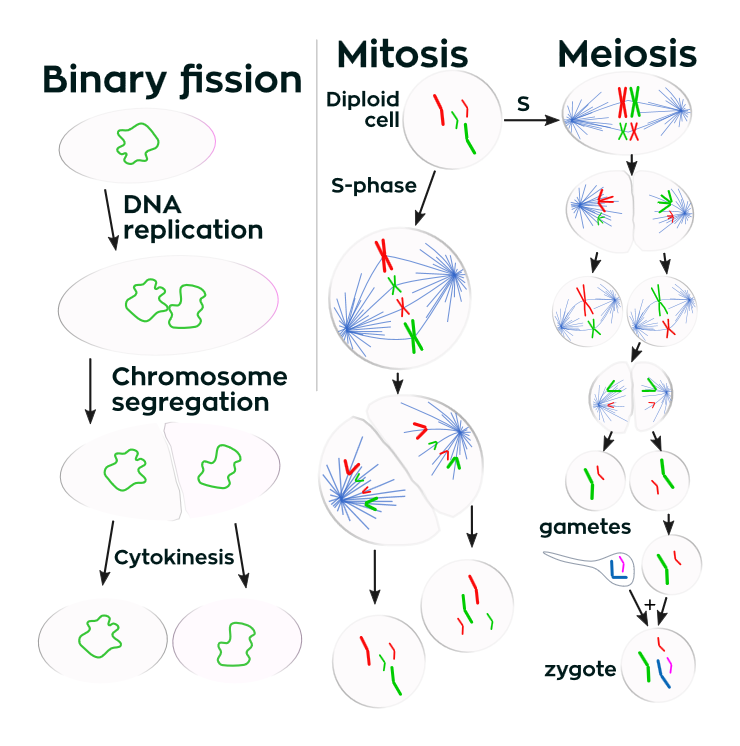 Binary fission
DNA
replication
Chromosome
segregation
Cytokinesis
Mitosis
Diploid
cell
S-phase
Meiosis
S
gametes
+
zygote